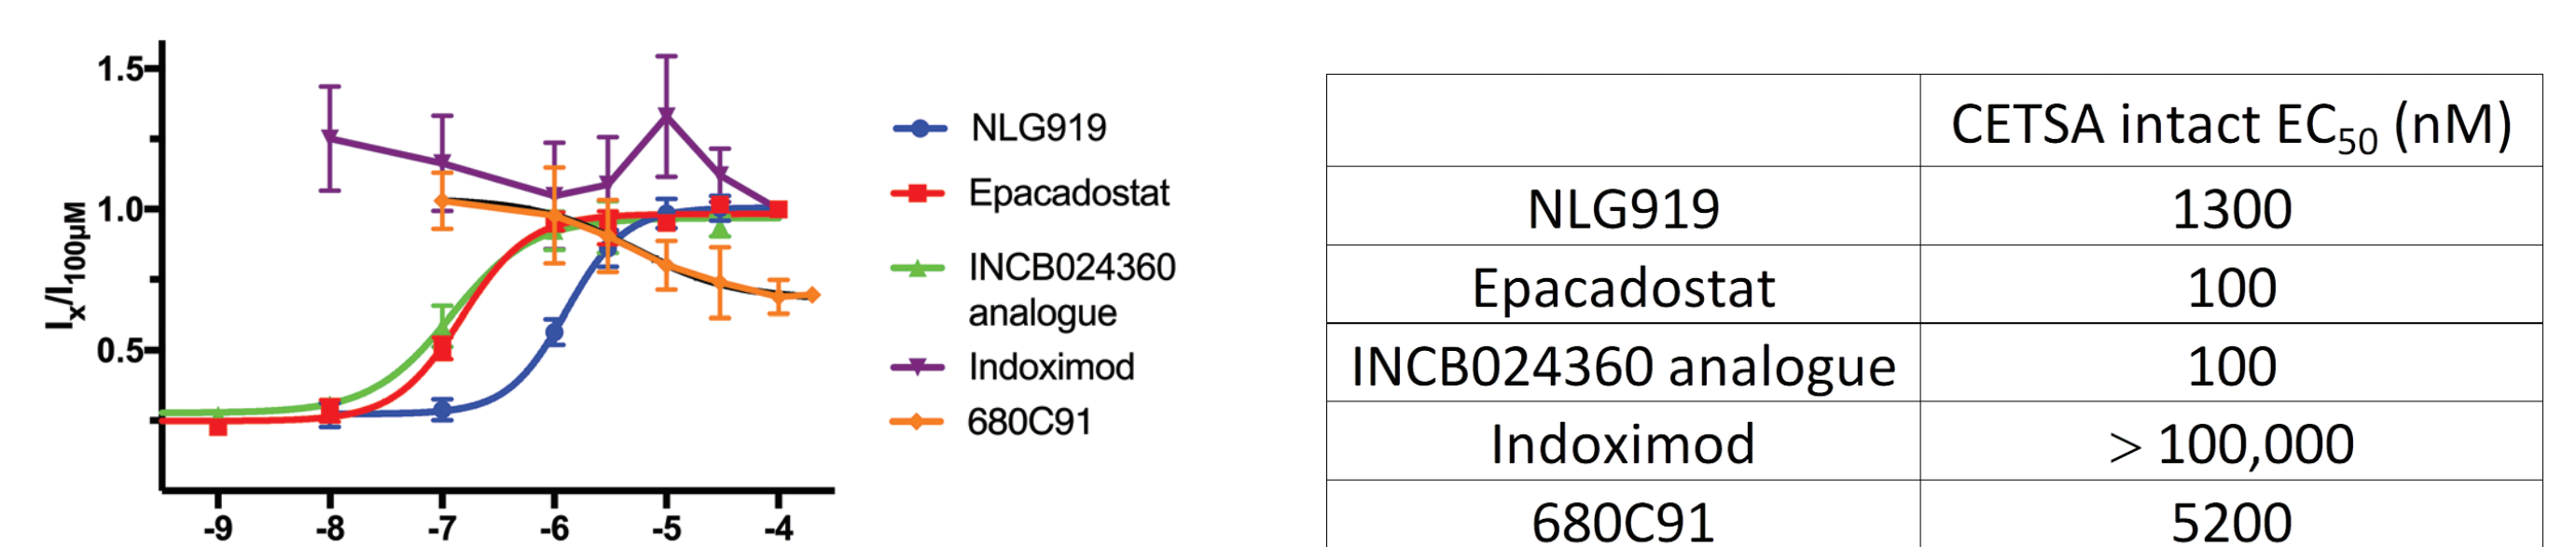 1.5
1.0
0.5
Ix/I100μM
-9 -8 -7 -6 -5 -4
NLG919
Epacadostat
INCB024360
analogue
Indoximod
680C91
CETSA intact EC50 (nM)
NLG919 1300
Epacadostat 100
INCB024360 analogue 100
Indoximod > 100,000
680C91 5200